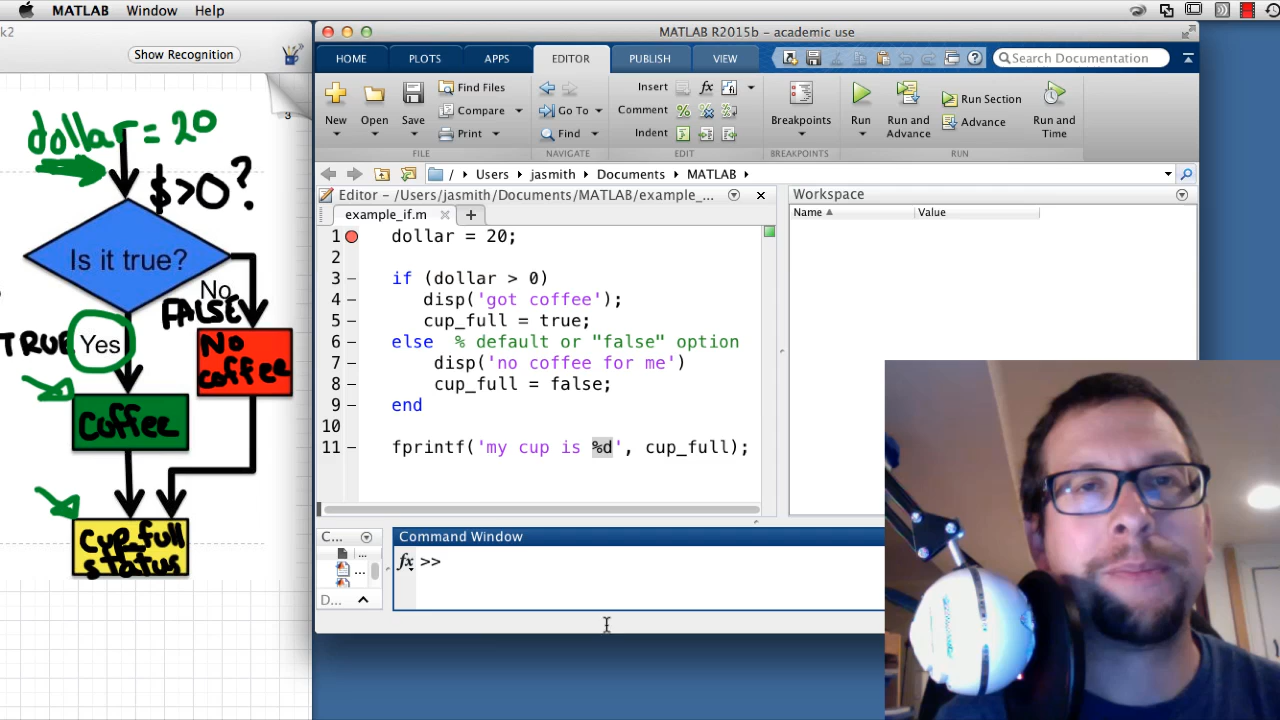 MATLAB Window Help
k2
Show Recognition
3
dollar = 20
$>0?
Is it true?
No
FALSE
TRUE Yes
No coffee
Coffee
Cup_full
status
MATLAB R2015b - academic use
HOME PLOTS APPS EDITOR PUBLISH VIEW Search Documentation
New Open Save Find Files Compare Print
Insert fx Comment % Indent
Go To Find
Breakpoints Run Run and Advance Run Section Advance Run and Time
FILE NAVIGATE EDIT BREAKPOINTS RUN
/ Users jasmith Documents MATLAB
Editor - /Users/jasmith/Documents/MATLAB/example_...
example_if.m +
1 dollar = 20;
2
3 if (dollar > 0)
4 disp('got coffee');
5 cup_full = true;
6 else % default or "false" option
7 disp('no coffee for me')
8 cup_full = false;
9 end
10
11 fprintf('my cup is %d', cup_full);
Workspace
Name Value
C...
...
...
D...
Command Window
fx >>